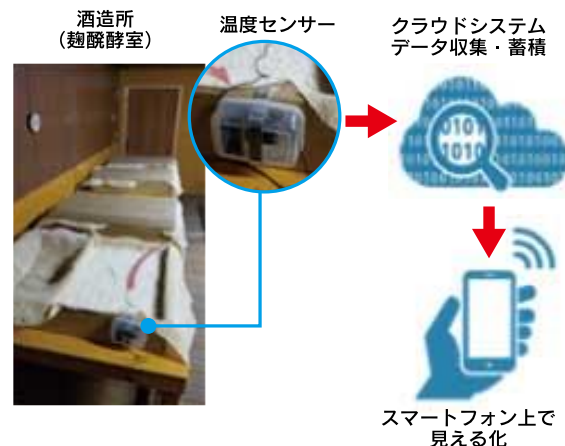 酒造所
（麹醗酵室）
温度センサー
クラウドシステム
データ収集・蓄積
0101
1010
スマートフォン上で
見える化